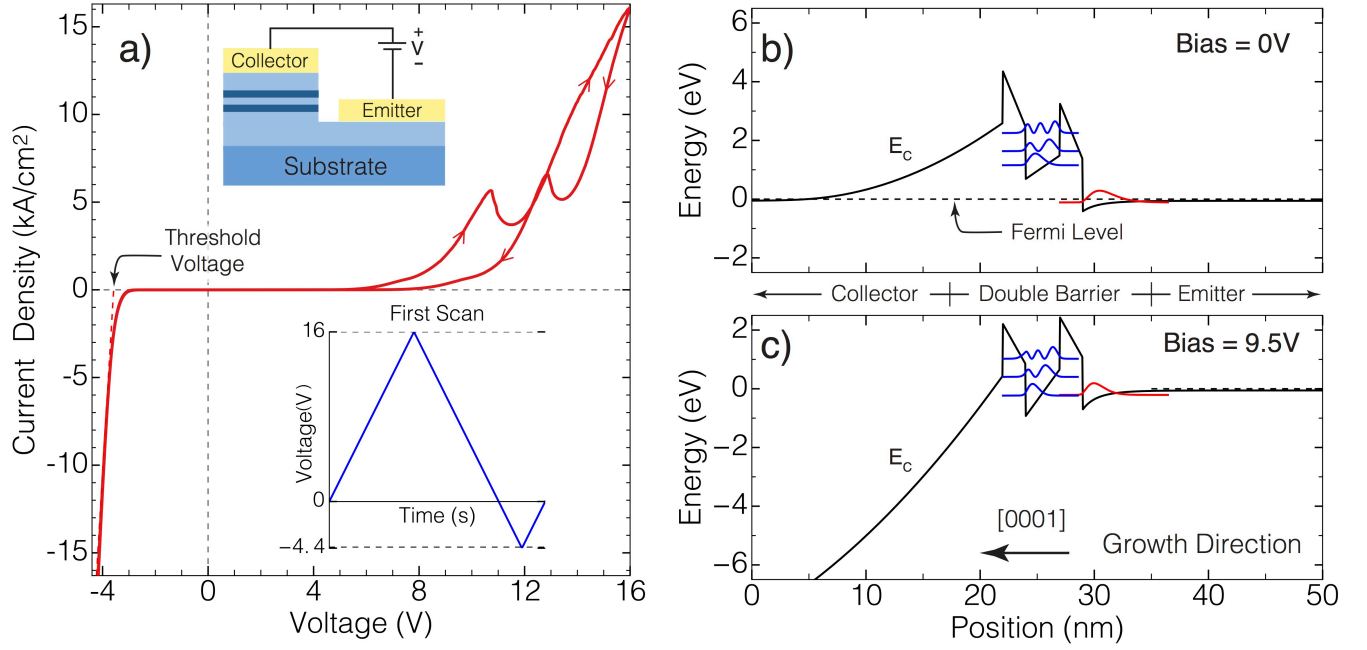 a)
Current Density (kA/cm2)
15
10
5
0
-5
-10
-15
-4
0
4
8
12
16
Voltage (V)
+
V
-
Collector
Emitter
Substrate
Threshold
Voltage
First Scan
16
0
−4.4
Voltage(V)
Time (s)
b)
Bias = 0V
Energy (eV)
6
4
2
0
−2
Ec
Fermi Level
Collector
Double Barrier
Emitter
c)
Bias = 9.5V
Energy (eV)
2
0
−2
−4
−6
Ec
[0001]
Growth Direction
0
10
20
30
40
50
Position (nm)